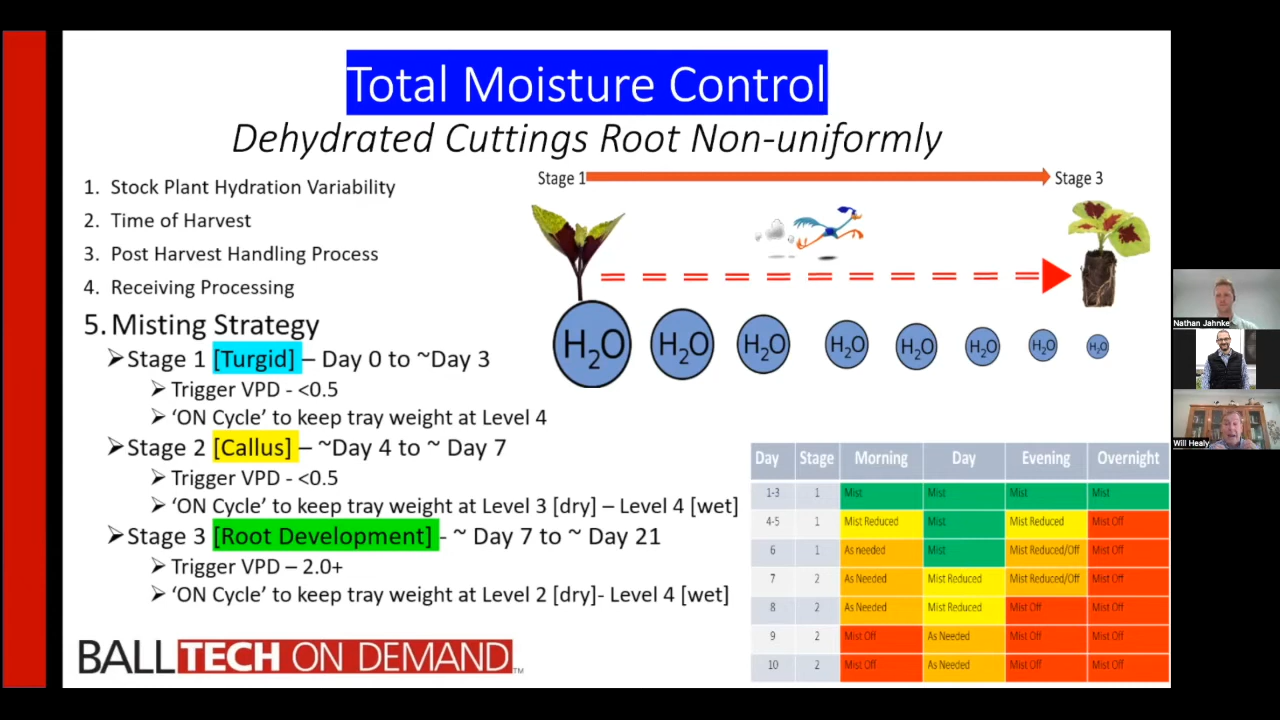 Total Moisture Control
Dehydrated Cuttings Root Non-uniformly
1. Stock Plant Hydration Variability
2. Time of Harvest
3. Post Harvest Handling Process
4. Receiving Processing
5. Misting Strategy
➢Stage 1 [Turgid] – Day 0 to ~Day 3
➢ Trigger VPD - <0.5
➢ ‘ON Cycle’ to keep tray weight at Level 4
➢Stage 2 [Callus] – ~Day 4 to ~ Day 7
➢ Trigger VPD - <0.5
➢ ‘ON Cycle’ to keep tray weight at Level 3 [dry] – Level 4 [wet]
➢Stage 3 [Root Development] - ~ Day 7 to ~ Day 21
➢ Trigger VPD – 2.0+
➢ ‘ON Cycle’ to keep tray weight at Level 2 [dry]- Level 4 [wet]
Stage 1 Stage 3
H2O H2O H2O H2O H2O H2O H2O H2O
Day Stage Morning Day Evening Overnight
1-3 1 Mist Mist Mist Mist
4-5 1 Mist Reduced Mist Mist Reduced Mist Off
6 1 As needed Mist Mist Reduced/Off Mist Off
7 2 As Needed Mist Reduced Mist Reduced/Off Mist Off
8 2 As Needed Mist Reduced Mist Off Mist Off
9 2 Mist Off As Needed Mist Off Mist Off
10 2 Mist Off As Needed Mist Off Mist Off
BALLTECH ON DEMAND™
Nathan Jahnke
Will Healy